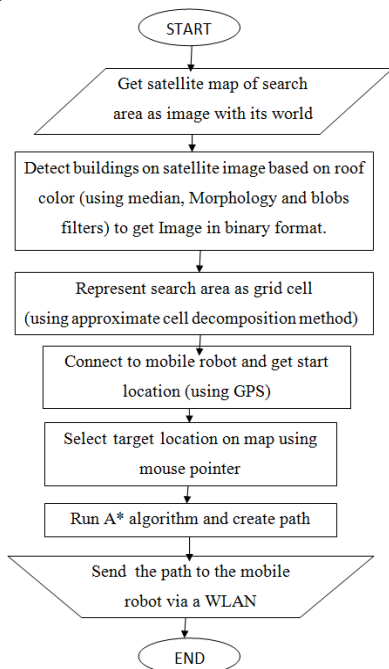 START
Get satellite map of search
area as image with its world
Detect buildings on satellite image based on roof
color (using median, Morphology and blobs
filters) to get Image in binary format.
Represent search area as grid cell
(using approximate cell decomposition method)
Connect to mobile robot and get start
location (using GPS)
Select target location on map using
mouse pointer
Run A* algorithm and create path
Send the path to the mobile
robot via a WLAN
END